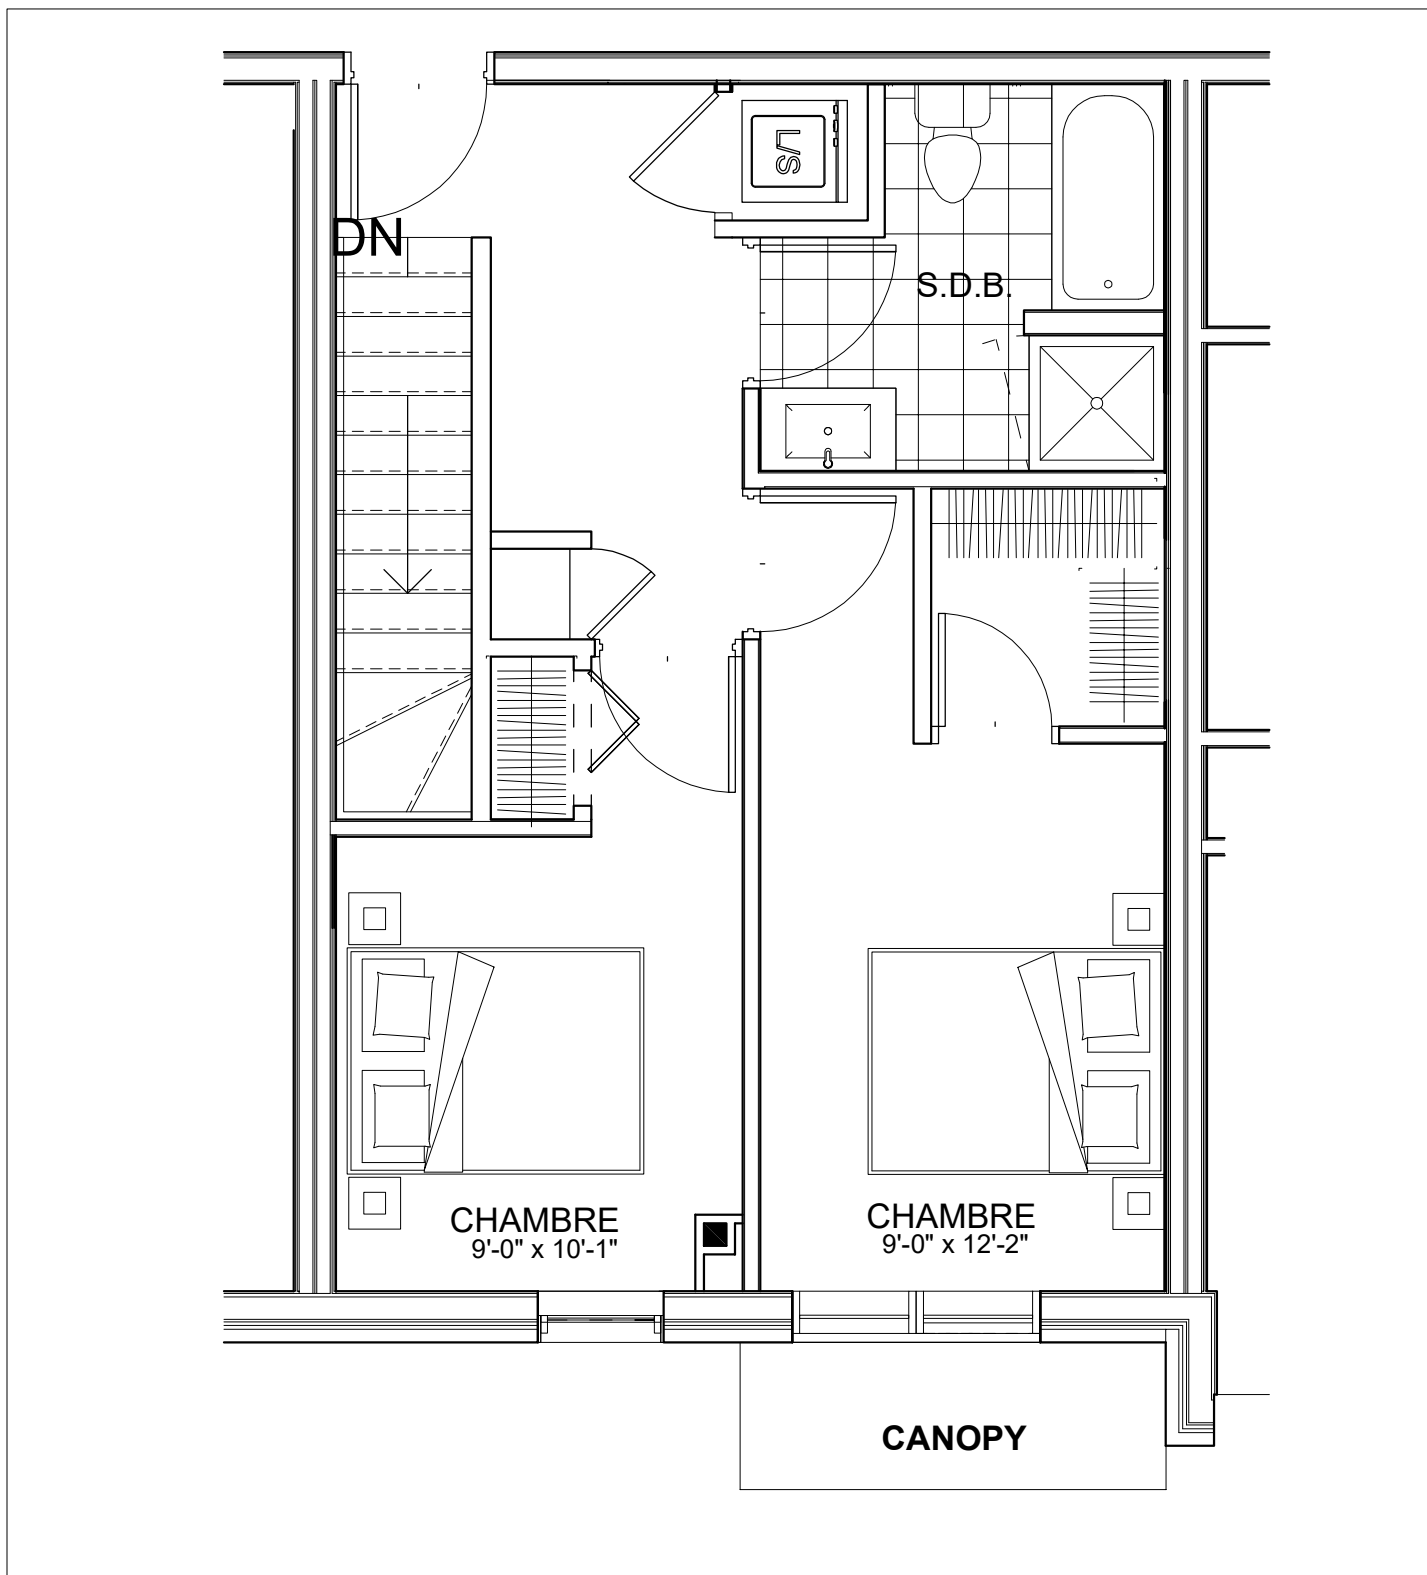 L/S
DN
S.D.B.
CHAMBRE
9'-0" x 10'-1"
CHAMBRE
9'-0" x 12'-2"
CANOPY